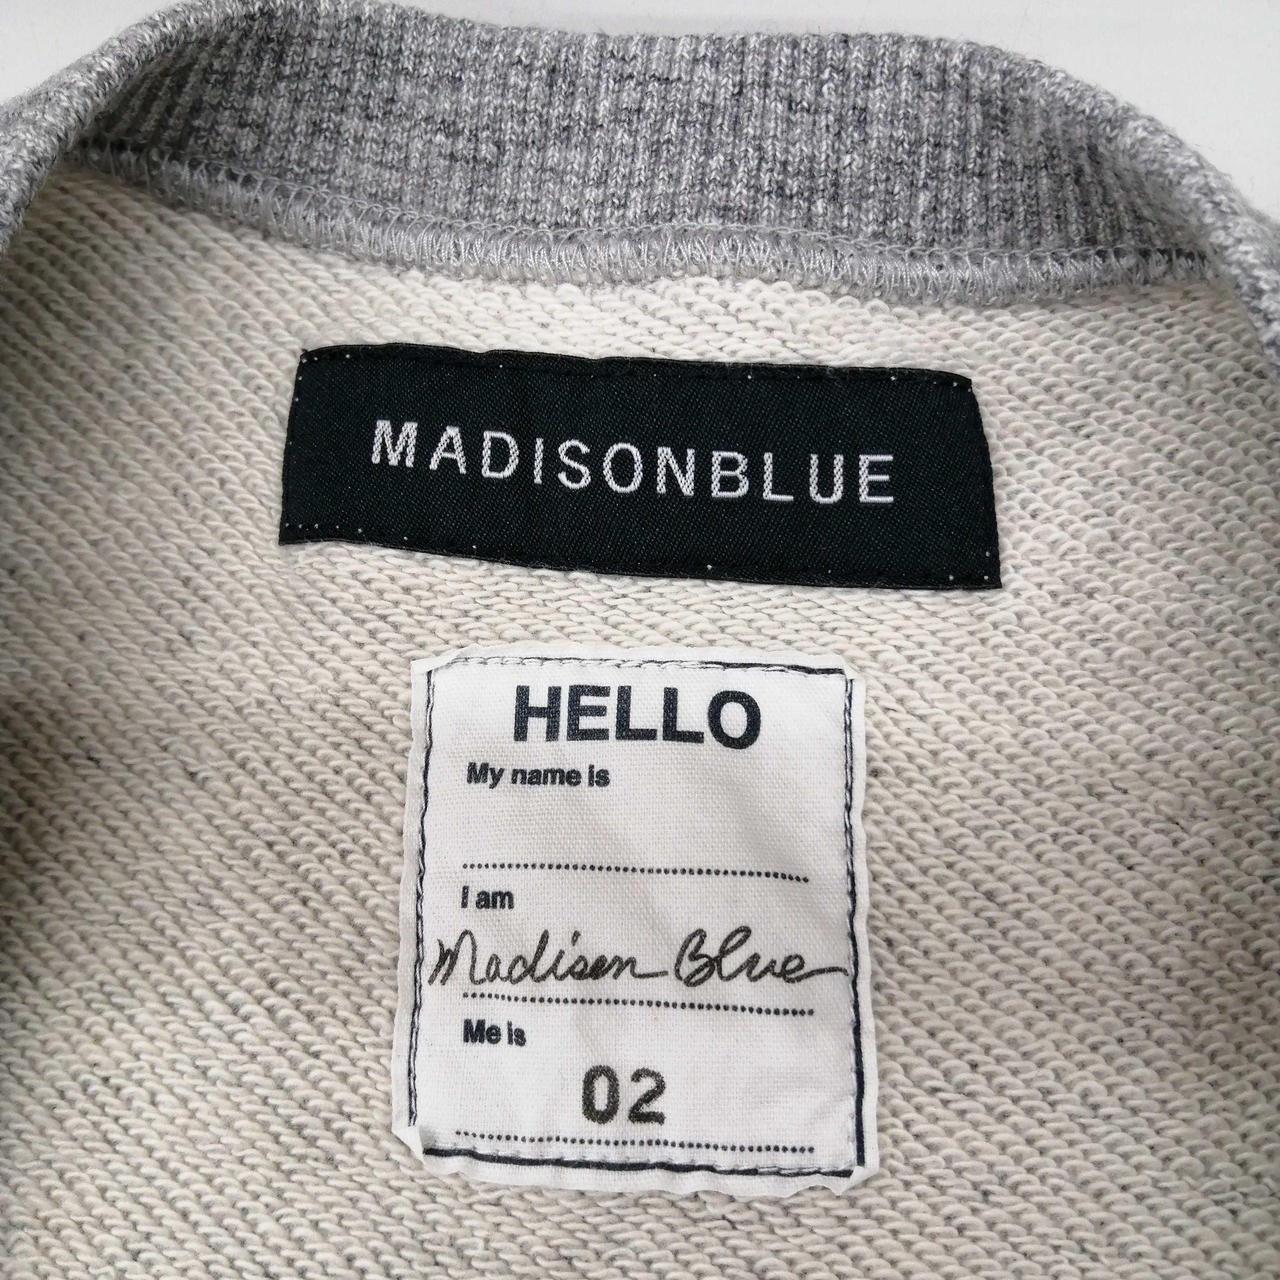 MADISONBLUE
HELLO
My name is
I am
Madison Blue
Me is
02